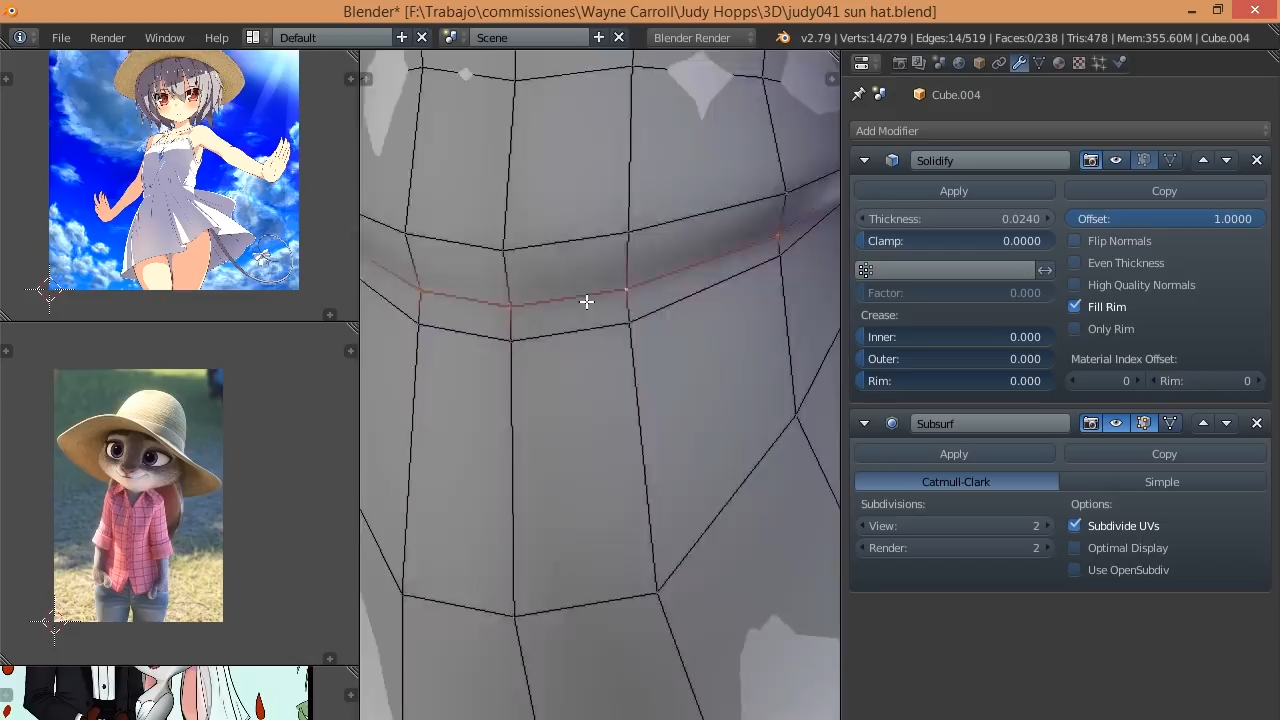 Blender* [F:\Trabajo\commissiones\Wayne Carroll\Judy Hopps\3D\judy041 sun hat.blend]
File Render Window Help Default Scene Blender Render v2.79 | Verts:14/279 | Edges:14/519 | Faces:0/238 | Tris:478 | Mem:355.60M | Cube.004
Cube.004
Add Modifier
Solidify
Apply Copy
Thickness: 0.0240 Offset: 1.0000
Clamp: 0.0000 Flip Normals
Even Thickness
High Quality Normals
Factor: 0.000 Fill Rim
Crease: Only Rim
Inner: 0.000
Outer: 0.000 Material Index Offset:
Rim: 0.000 0 Rim: 0
Subsurf
Apply Copy
Catmull-Clark Simple
Subdivisions: Options:
View: 2 Subdivide UVs
Render: 2 Optimal Display
Use OpenSubdiv